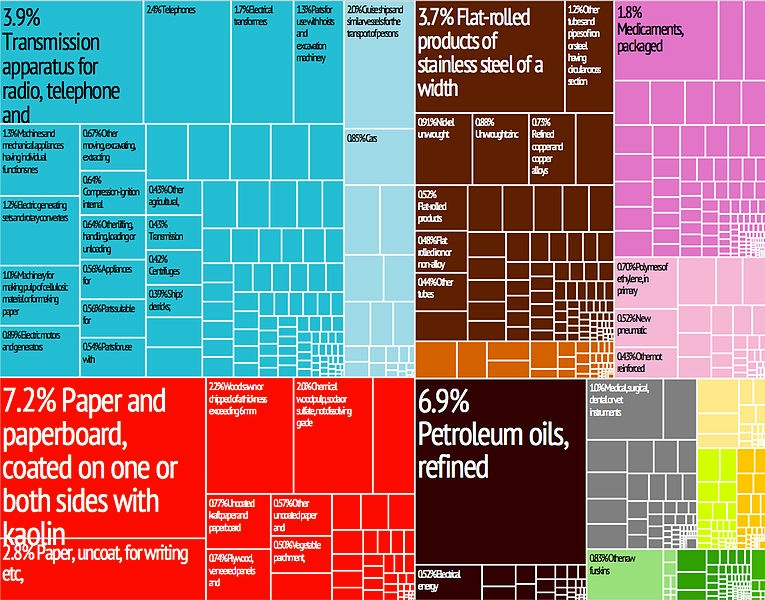 3.9%
Transmission
apparatus for
radio, telephone
and
2.4% Telephones
1.7% Electrical
transformers
1.3% Parts for
use with hoists
and
excavation
machinery
1.3% Machines and
mechanical appliances
having individual
functions nes
0.67% Other
moving, excavating,
extracting
0.64%
Compression-ignition
internal
0.43% Other
agricultural,
1.2% Electric generating
sets and rotary converters
0.64% Other lifting,
handling, loading or
unloading
0.43%
Transmission
0.42%
Centrifuges
1.0% Machinery for
making pulp of cellulosic
material or for making
paper
0.56% Appliances
for
0.39% Ships'
derricks;
0.56% Parts suitable
for
0.89% Electric motors
and generators
0.54% Parts for use
with
2.0% Cruise ships and
similar vessels for the
transport of persons
0.85% Cars
3.7% Flat-rolled
products of
stainless steel of a
width
1.2% Other
tubes and
pipes of iron
or steel
having
circular cross
section
0.91% Nickel
unwrought
0.88%
Unwrought zinc
0.73%
Refined
copper and
copper
alloys
0.52%
Flat-rolled
products
0.48% Flat
rolled iron or
non-alloy
0.44% Other
tubes
1.8%
Medicaments,
packaged
0.70% Polymers of
ethylene, in
primary
0.52% New
pneumatic
0.43% Other not
reinforced
7.2% Paper and
paperboard,
coated on one or
both sides with
kaolin
2.8% Paper, uncoat, for writing
etc,
2.2% Wood sawn or
chipped of a thickness
exceeding 6 mm
2.0% Chemical
wood pulp, soda or
sulfate, not dissolving
grade
0.77% Uncoated
kraft paper and
paperboard
0.57% Other
uncoated paper
and
0.74% Plywood,
veneered panels
and
0.50% Vegetable
parchment,
6.9%
Petroleum oils,
refined
0.52% Electrical
energy
1.0% Medical, surgical,
dental or vet
instruments
0.83% Other raw
furskins